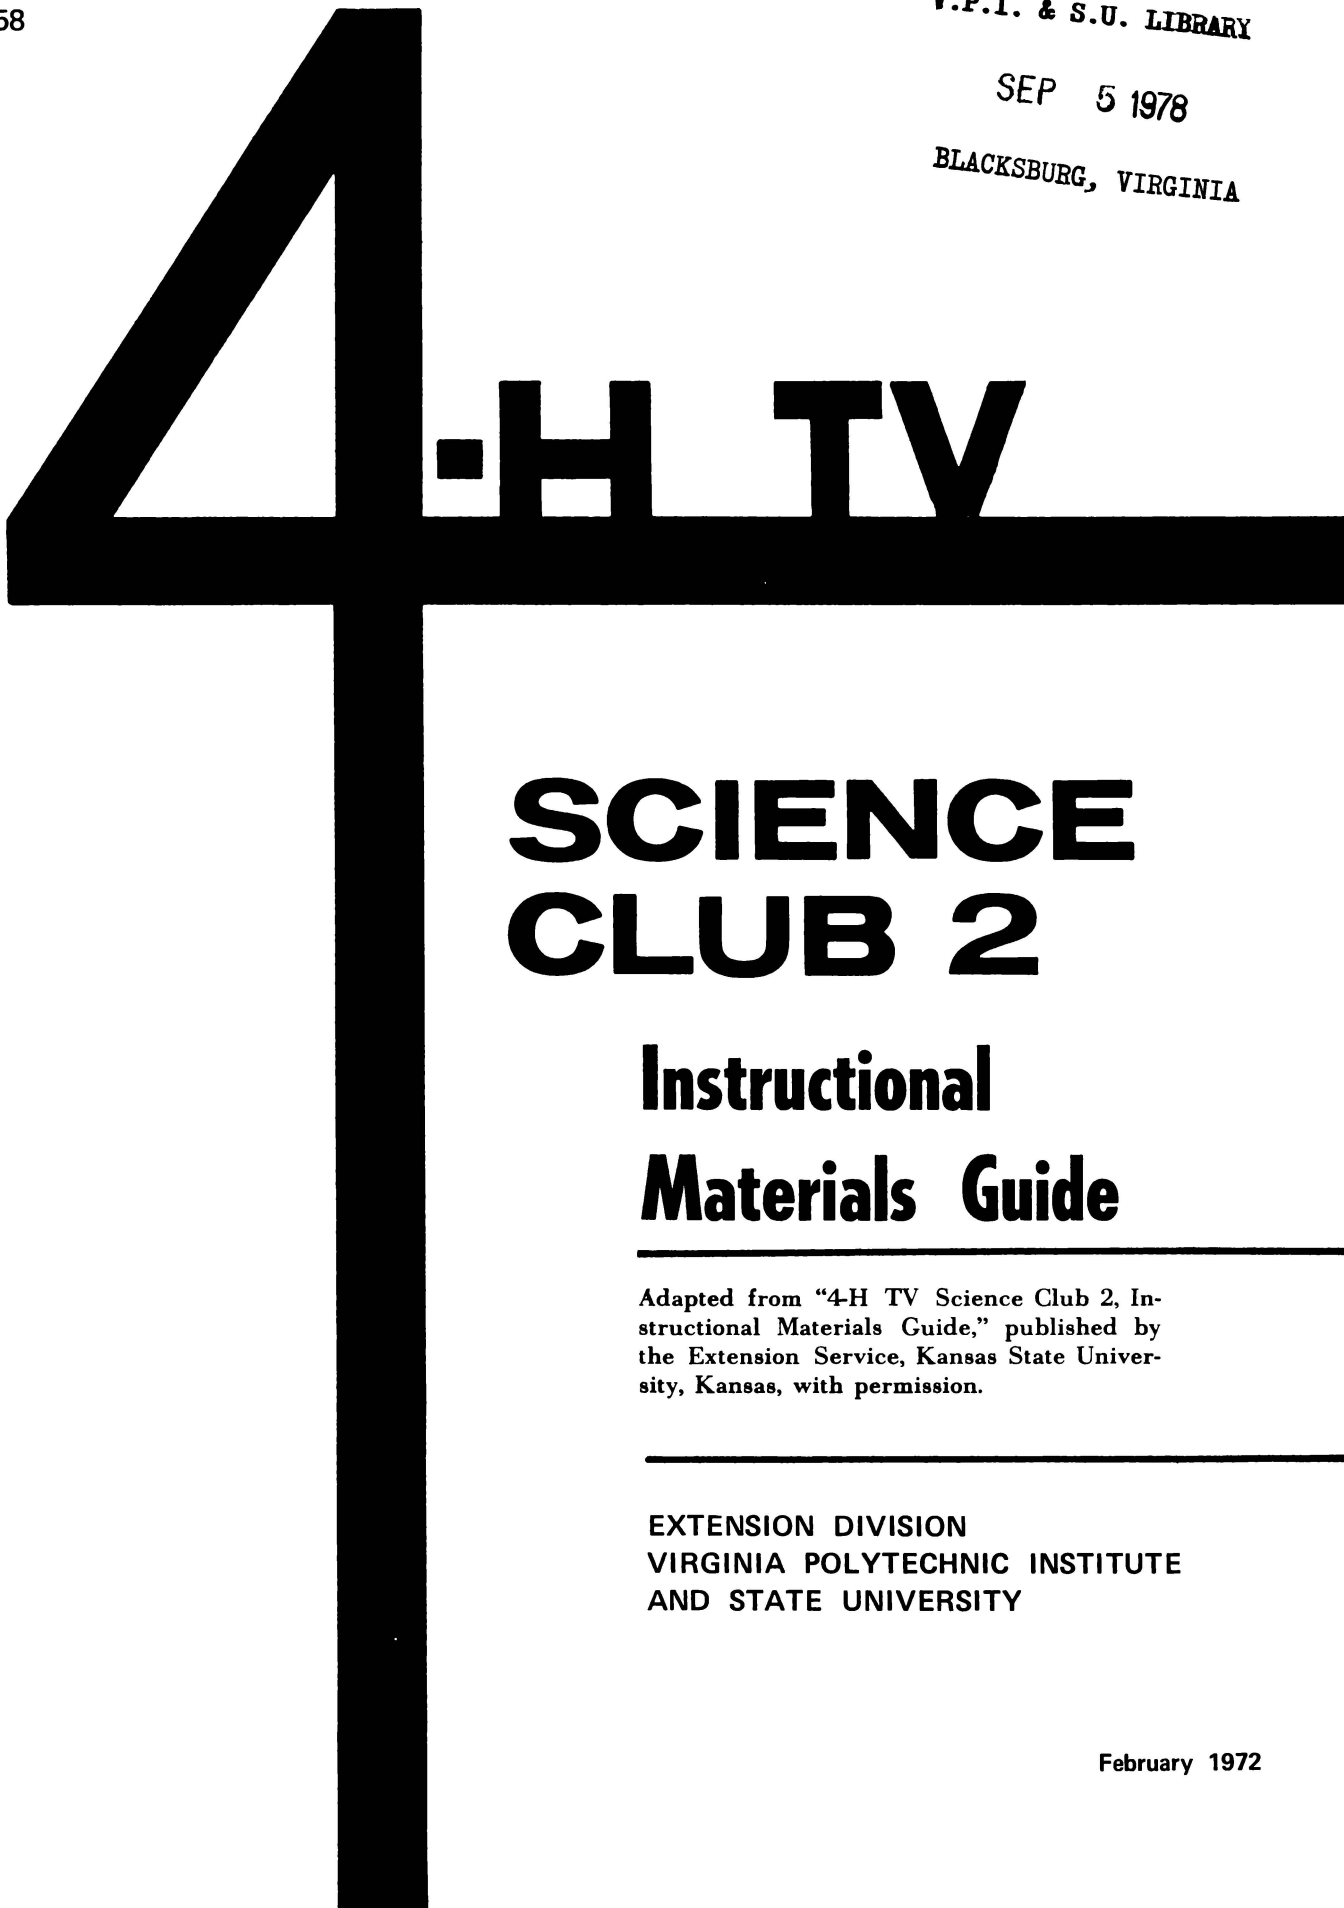 58
V.P.I. & S.U. LIBRARY
SEP 5 1978
BLACKSBURG, VIRGINIA
4-H TV
SCIENCE
CLUB 2
Instructional
Materials Guide
Adapted from “4-H TV Science Club 2, In-
structional Materials Guide,” published by
the Extension Service, Kansas State Univer-
sity, Kansas, with permission.
EXTENSION DIVISION
VIRGINIA POLYTECHNIC INSTITUTE
AND STATE UNIVERSITY
February 1972